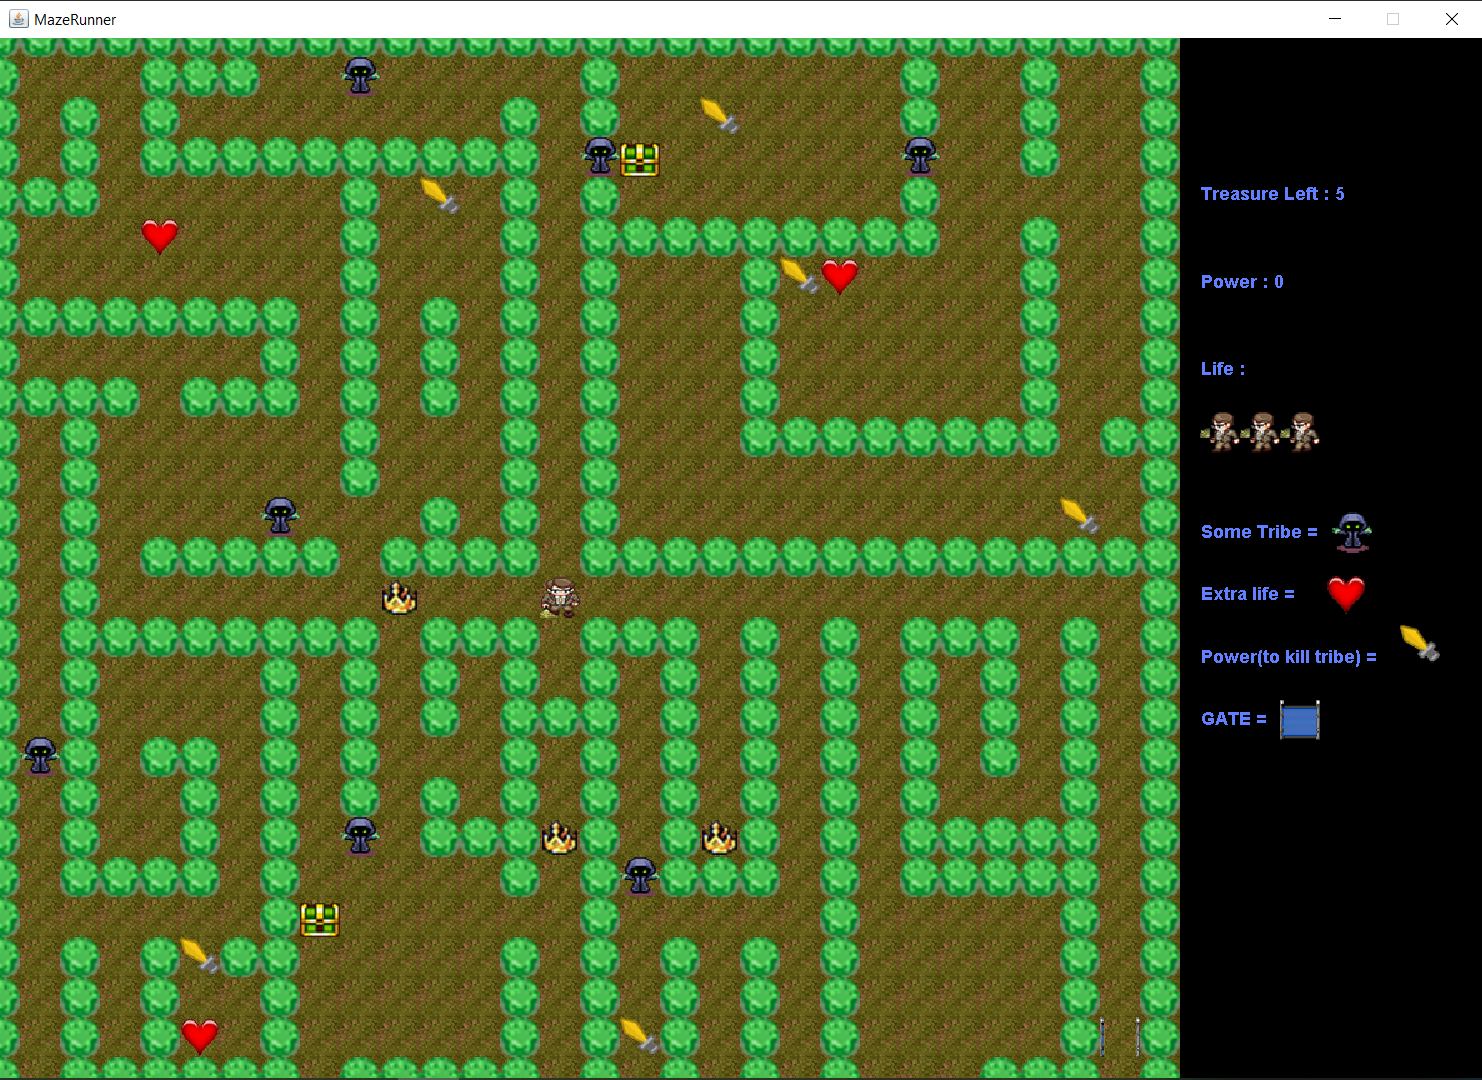 MazeRunner
Treasure Left : 5
Power : 0
Life :
Some Tribe =
Extra life =
Power(to kill tribe) =
GATE =